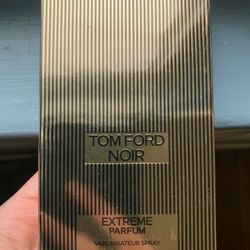 TOM FORD
NOIR
EXTREME
PARFUM
VAPORISATEUR SPRAY